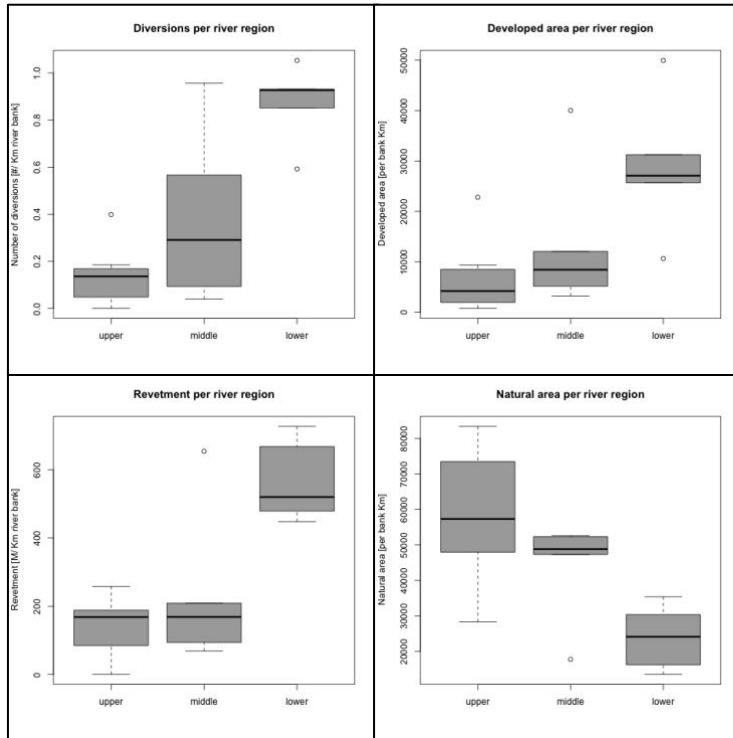 Diversions per river region
Number of diversions [#/ Km river bank]
1.0
0.8
0.6
0.4
0.2
0.0
upper middle lower
Developed area per river region
Developed area [per bank Km]
50000
40000
30000
20000
10000
0
upper middle lower
Revetment per river region
Revetment [M/ Km river bank]
600
400
200
0
upper middle lower
Natural area per river region
Natural area [per bank Km]
80000
70000
60000
50000
40000
30000
20000
upper middle lower